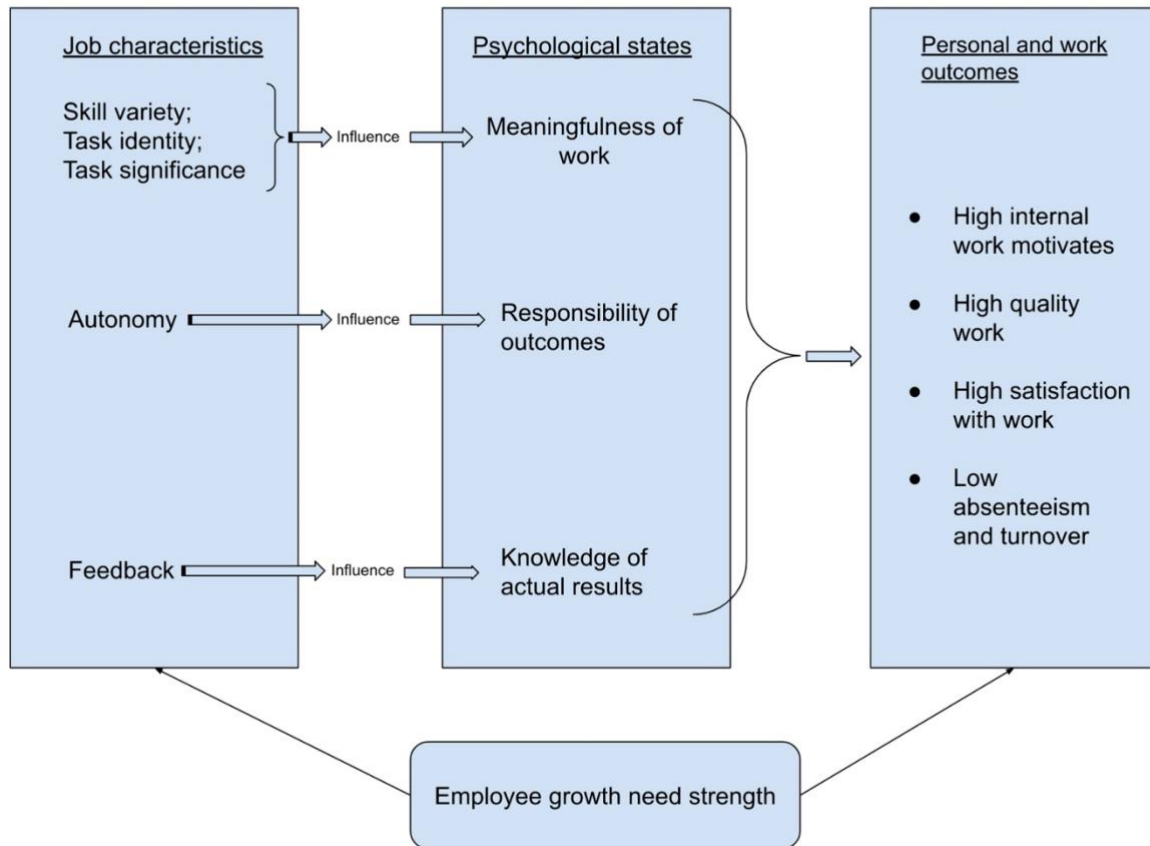 Job characteristics
Skill variety;
Task identity;
Task significance
Influence
Autonomy
Influence
Feedback
Influence
Psychological states
Meaningfulness of
work
Responsibility of
outcomes
Knowledge of
actual results
Personal and work
outcomes
● High internal
work motivates
● High quality
work
● High satisfaction
with work
● Low
absenteeism
and turnover
Employee growth need strength